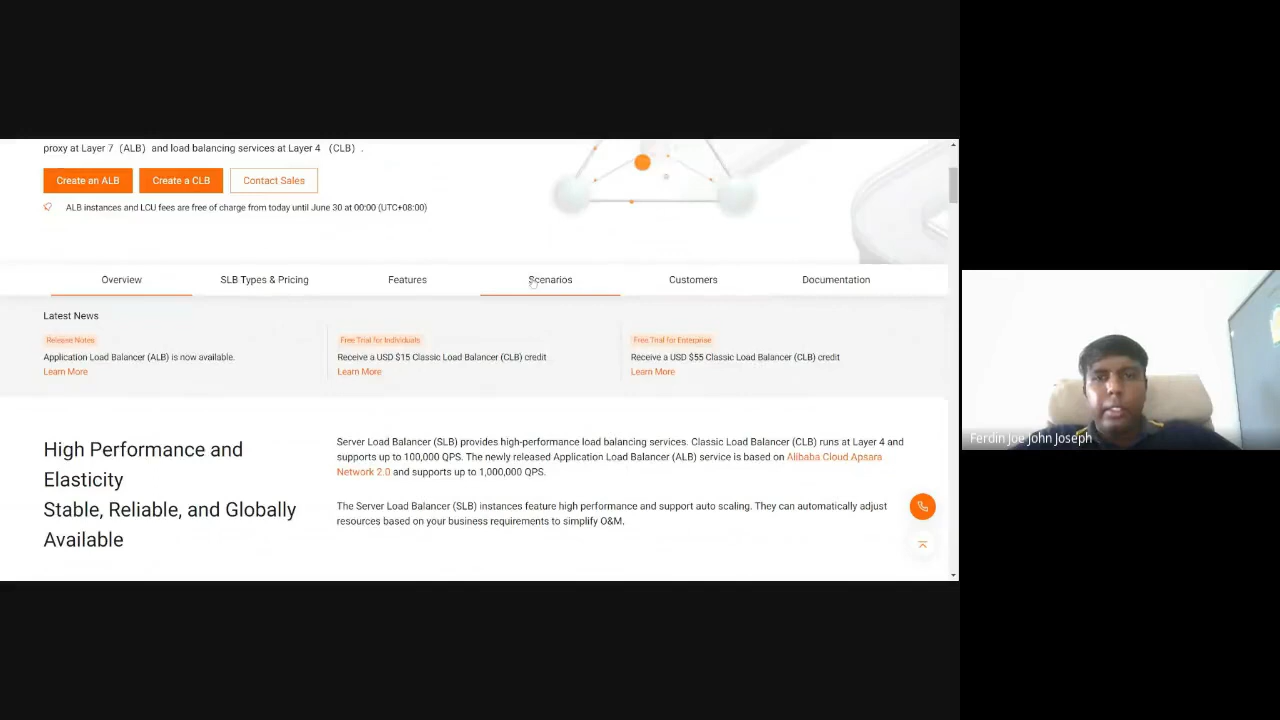 proxy at Layer 7 (ALB) and load balancing services at Layer 4 (CLB) .
Create an ALB
Create a CLB
Contact Sales
ALB instances and LCU fees are free of charge from today until June 30 at 00:00 (UTC+08:00)
Overview
SLB Types & Pricing
Features
Scenarios
Customers
Documentation
Latest News
Release Notes
Application Load Balancer (ALB) is now available.
Learn More
Free Trial for Individuals
Receive a USD $15 Classic Load Balancer (CLB) credit
Learn More
Free Trial for Enterprise
Receive a USD $55 Classic Load Balancer (CLB) credit
Learn More
High Performance and
Elasticity
Stable, Reliable, and Globally
Available
Server Load Balancer (SLB) provides high-performance load balancing services. Classic Load Balancer (CLB) runs at Layer 4 and
supports up to 100,000 QPS. The newly released Application Load Balancer (ALB) service is based on Alibaba Cloud Apsara
Network 2.0 and supports up to 1,000,000 QPS.
The Server Load Balancer (SLB) instances feature high performance and support auto scaling. They can automatically adjust
resources based on your business requirements to simplify O&M.
Ferdin Joe John Joseph